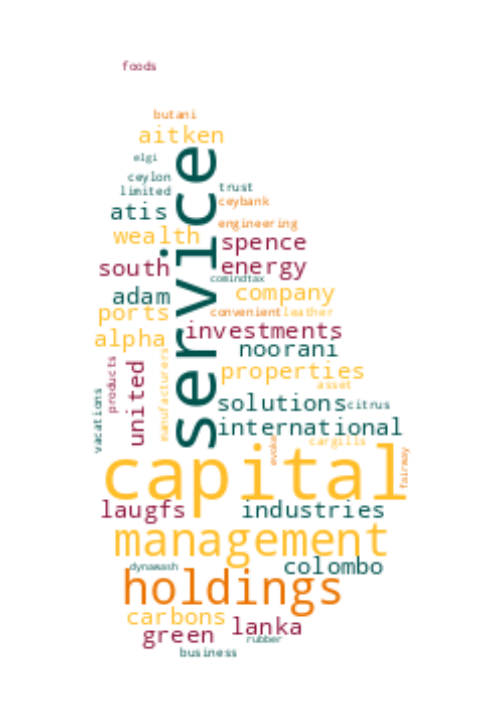 foods
butani
aitken
elgi
service
ceylon
limited
trust
ceybank
atis
engineering
wealth
spence
south
energy
comindtax
adam
company
ports
convenient
leather
investments
alpha
noorani
products
united
manufacturers
properties
asset
vacations
solutions
citrus
international
cargills
evoke
fairway
capital
laugfs
industries
management
dynawash
colombo
holdings
carbons
green
lanka
rubber
business